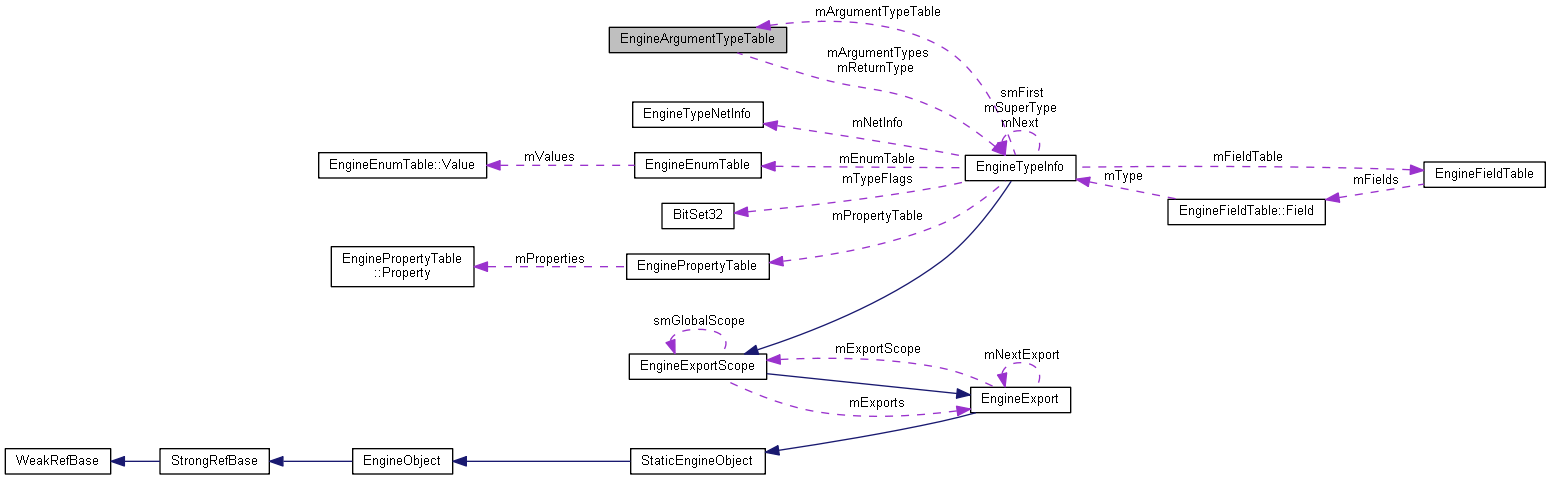 mArgumentTypeTable
EngineArgumentTypeTable
mArgumentTypes
mReturnType
smFirst
mSuperType
mNext
EngineTypeNetInfo
mNetInfo
EngineEnumTable::Value
mValues
EngineEnumTable
mEnumTable
EngineTypeInfo
mFieldTable
EngineFieldTable
mTypeFlags
mType
mFields
BitSet32
mPropertyTable
EngineFieldTable::Field
EnginePropertyTable
::Property
mProperties
EnginePropertyTable
smGlobalScope
EngineExportScope
mExportScope
mNextExport
mExports
EngineExport
WeakRefBase
StrongRefBase
EngineObject
StaticEngineObject